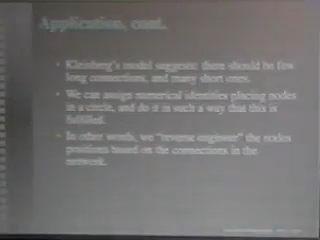 Application, cont.
• Kleinberg's model suggests: there should be few
long connections, and many short ones.
• We can assign numerical identities placing nodes
in a circle, and do it in such a way that this is
fulfilled.
• In other words, we "reverse engineer" the nodes
positions based on the connections in the
network.